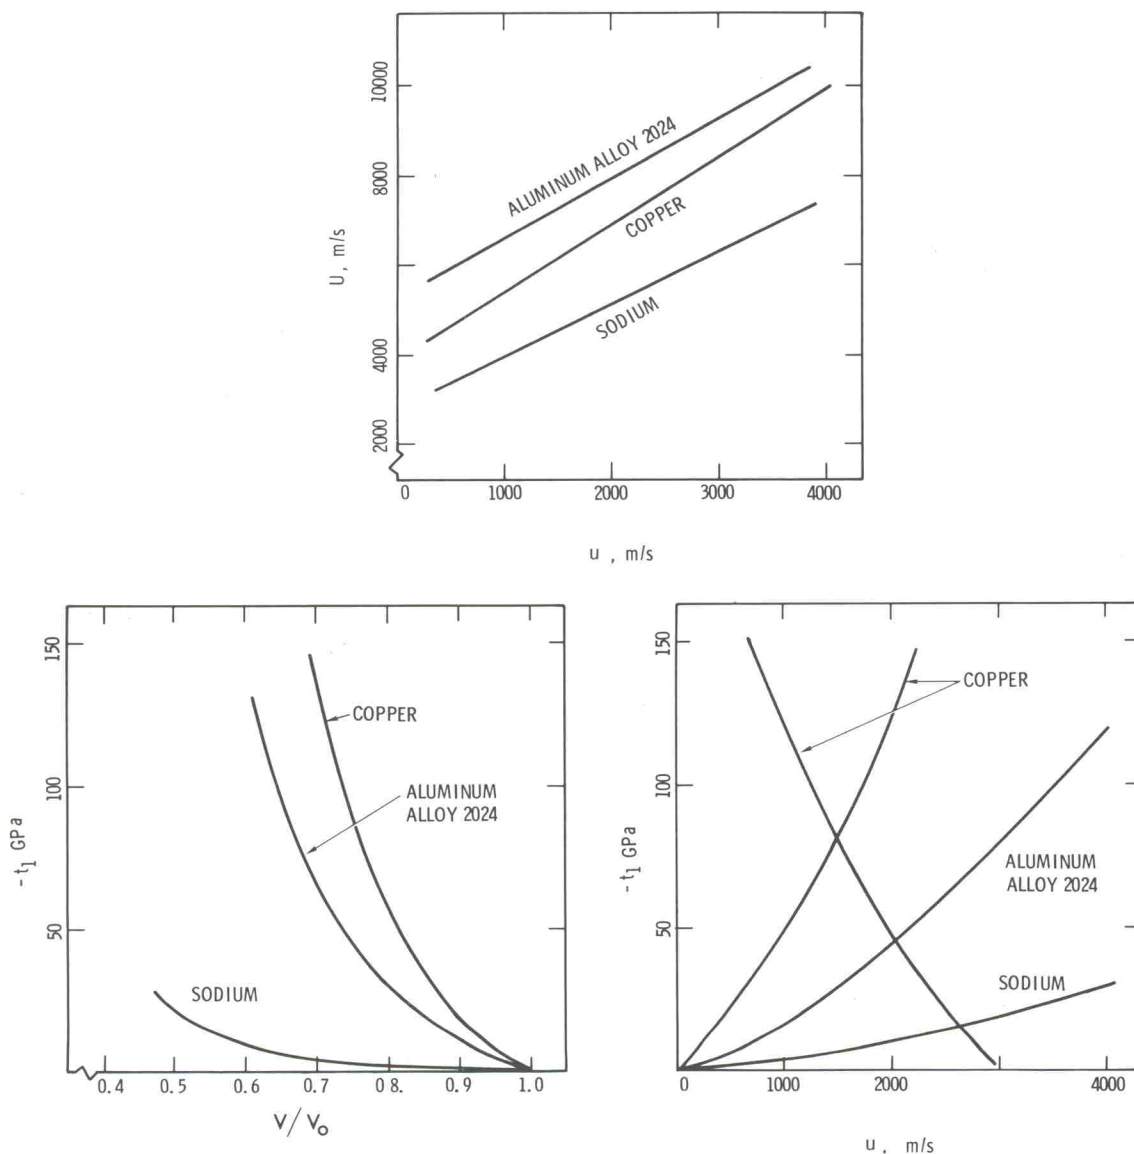 10000
8000
4000
2000
U, m/s
ALUMINUM ALLOY 2024
COPPER
SODIUM
0 1000 2000 3000 4000
u , m/s
150
100
50
- t1 GPa
COPPER
ALUMINUM
ALLOY 2024
SODIUM
0.4 0.5 0.6 0.7 0.8. 0.9 1.0
V/Vo
150
100
50
- t1 GPa
COPPER
ALUMINUM
ALLOY 2024
SODIUM
0 1000 2000 4000
u, m/s